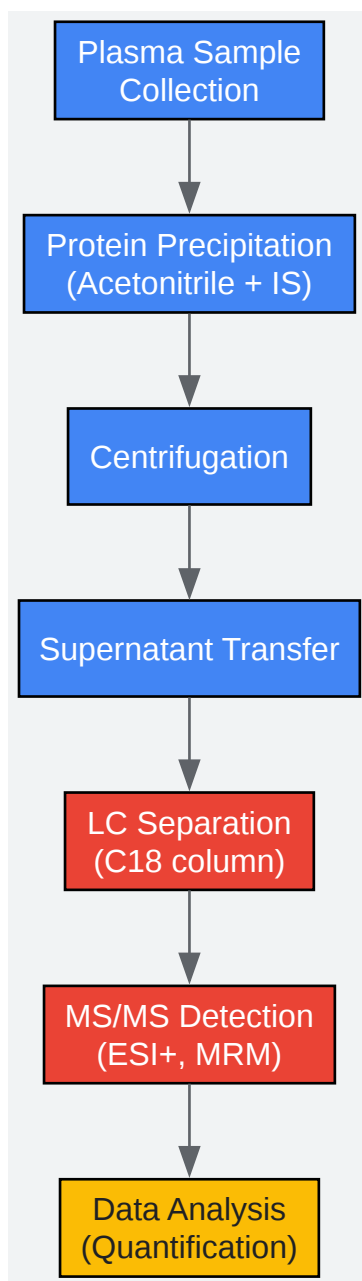 Plasma Sample
Collection
Protein Precipitation
(Acetonitrile + IS)
Centrifugation
Supernatant Transfer
LC Separation
(C18 column)
MS/MS Detection
(ESI+, MRM)
Data Analysis
(Quantification)